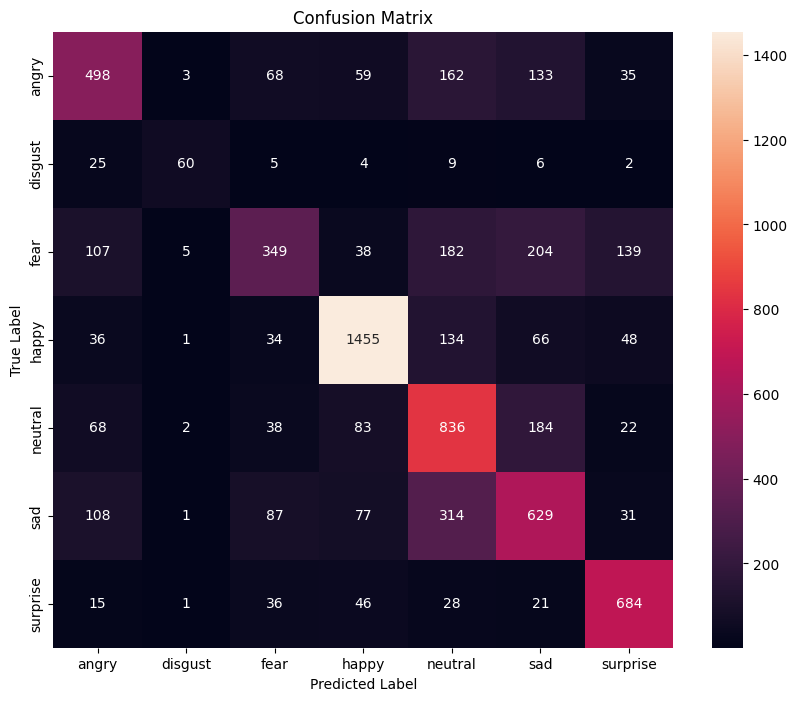 Confusion Matrix
True Label
angry 498 3 68 59 162 133 35
disgust 25 60 5 4 9 6 2
fear 107 5 349 38 182 204 139
happy 36 1 34 1455 134 66 48
neutral 68 2 38 83 836 184 22
sad 108 1 87 77 314 629 31
surprise 15 1 36 46 28 21 684
angry disgust fear happy neutral sad surprise
Predicted Label
1400
1200
1000
800
600
400
200